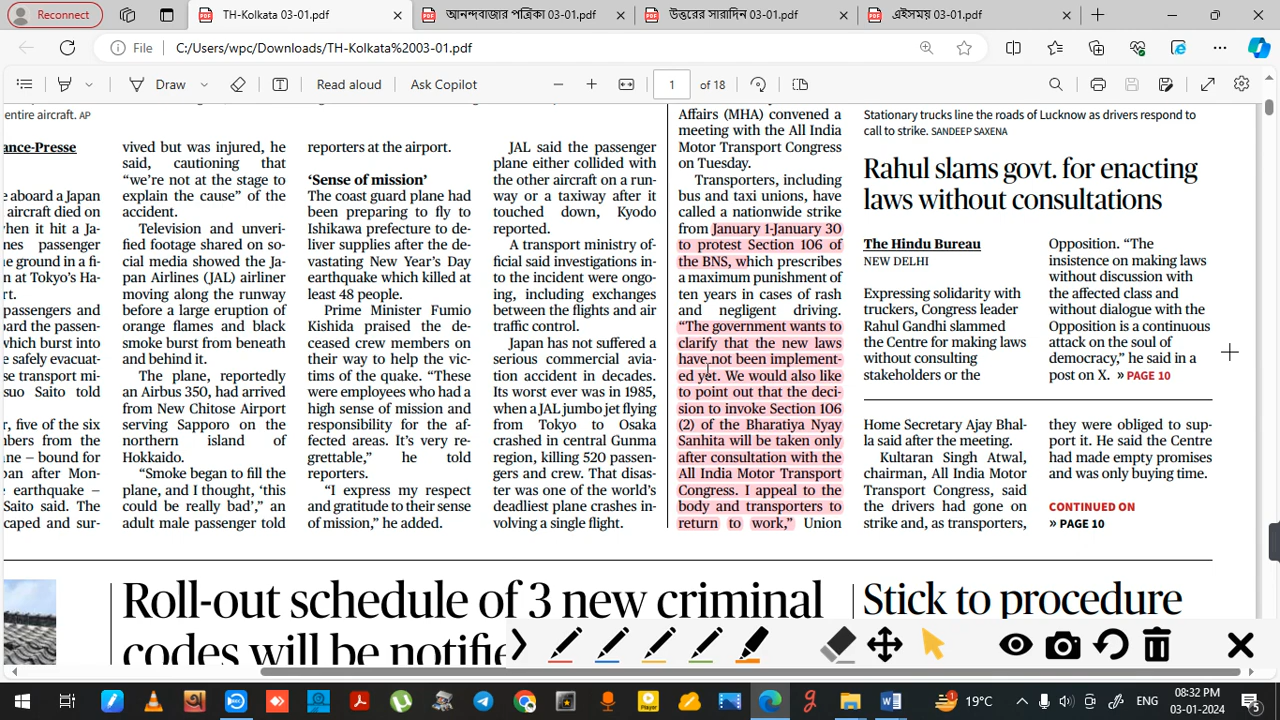 Reconnect
TH-Kolkata 03-01.pdf
আনন্দবাজার পত্রিকা 03-01.pdf
উত্তরের সারাদিন 03-01.pdf
এইসময় 03-01.pdf
File
C:/Users/wpc/Downloads/TH-Kolkata%2003-01.pdf
Draw
Read aloud
Ask Copilot
1
of 18
entire aircraft. AP
ance-Presse
e aboard a Japan
aircraft died on
hen it hit a Ja-
nes passenger
e ground in a fi-
n at Tokyo's Ha-
rt.
passengers and
oard the passen-
which burst into
e safely evacuat-
se transport mi-
suo Saito told
r, five of the six
mbers from the
ne – bound for
pan after Mon-
earthquake –
Saito said. The
caped and sur-
vived but was injured, he
said, cautioning that
“we’re not at the stage to
explain the cause” of the
accident.
Television and unveri-
fied footage shared on so-
cial media showed the Ja-
pan Airlines (JAL) airliner
moving along the runway
before a large eruption of
orange flames and black
smoke burst from beneath
and behind it.
The plane, reportedly
an Airbus 350, had arrived
from New Chitose Airport
serving Sapporo on the
northern island of
Hokkaido.
“Smoke began to fill the
plane, and I thought, ‘this
could be really bad’,” an
adult male passenger told
reporters at the airport.
‘Sense of mission’
The coast guard plane had
been preparing to fly to
Ishikawa prefecture to de-
liver supplies after the de-
vastating New Year’s Day
earthquake which killed at
least 48 people.
Prime Minister Fumio
Kishida praised the de-
ceased crew members on
their way to help the vic-
tims of the quake. “These
were employees who had a
high sense of mission and
responsibility for the af-
fected areas. It’s very re-
grettable,” he told
reporters.
“I express my respect
and gratitude to their sense
of mission,” he added.
JAL said the passenger
plane either collided with
the other aircraft on a run-
way or a taxiway after it
touched down, Kyodo
reported.
A transport ministry of-
ficial said investigations in-
to the incident were ongo-
ing, including exchanges
between the flights and air
traffic control.
Japan has not suffered a
serious commercial avia-
tion accident in decades.
Its worst ever was in 1985,
when a JAL jumbo jet flying
from Tokyo to Osaka
crashed in central Gunma
region, killing 520 passen-
gers and crew. That disas-
ter was one of the world’s
deadliest plane crashes in-
volving a single flight.
Affairs (MHA) convened a
meeting with the All India
Motor Transport Congress
on Tuesday.
Transporters, including
bus and taxi unions, have
called a nationwide strike
from January 1-January 30
to protest Section 106 of
the BNS, which prescribes
a maximum punishment of
ten years in cases of rash
and negligent driving.
“The government wants to
clarify that the new laws
have not been implement-
ed yet. We would also like
to point out that the deci-
sion to invoke Section 106
(2) of the Bharatiya Nyay
Sanhita will be taken only
after consultation with the
All India Motor Transport
Congress. I appeal to the
body and transporters to
return to work,” Union
Stationary trucks line the roads of Lucknow as drivers respond to
call to strike. SANDEEP SAXENA
Rahul slams govt. for enacting
laws without consultations
The Hindu Bureau
NEW DELHI
Expressing solidarity with
truckers, Congress leader
Rahul Gandhi slammed
the Centre for making laws
without consulting
stakeholders or the
Opposition. “The
insistence on making laws
without discussion with
the affected class and
without dialogue with the
Opposition is a continuous
attack on the soul of
democracy,” he said in a
post on X. » PAGE 10
Home Secretary Ajay Bhal-
la said after the meeting.
Kultaran Singh Atwal,
chairman, All India Motor
Transport Congress, said
the drivers had gone on
strike and, as transporters,
they were obliged to sup-
port it. He said the Centre
had made empty promises
and was only buying time.
CONTINUED ON
» PAGE 10
Roll-out schedule of 3 new criminal
codes will be notifie
Stick to procedure
19°C
ENG
08:32 PM
03-01-2024